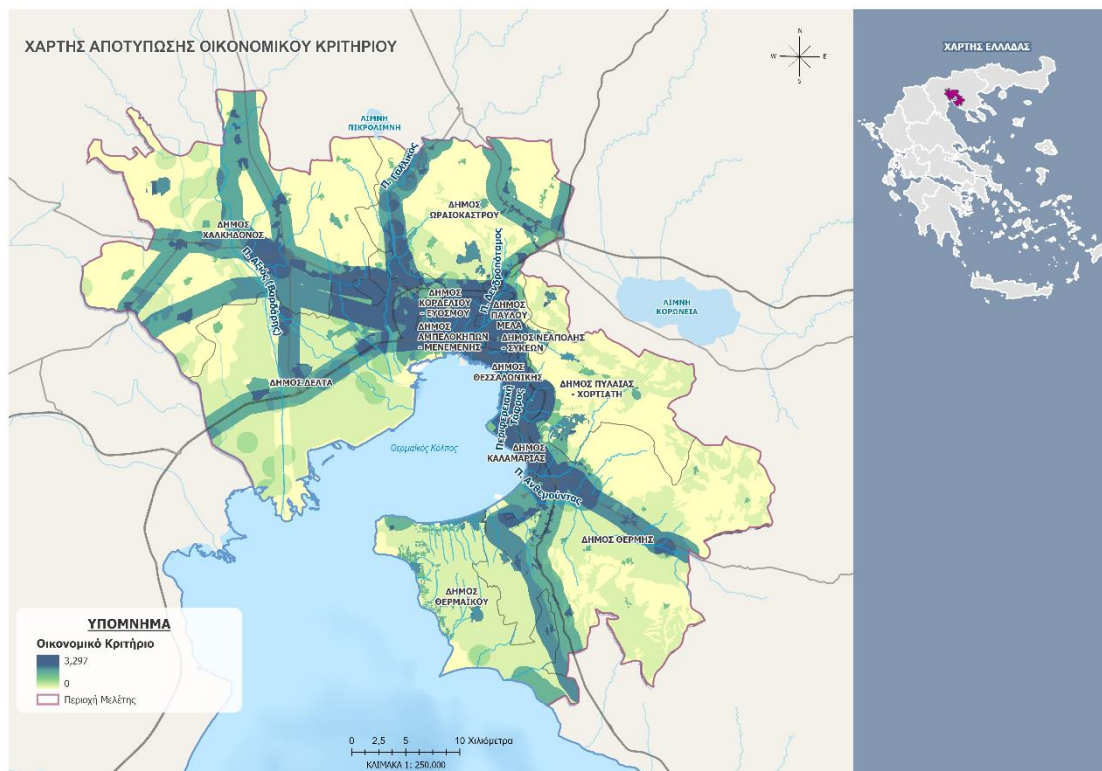 ΧΑΡΤΗΣ ΑΠΟΤΥΠΩΣΗΣ ΟΙΚΟΝΟΜΙΚΟΥ ΚΡΙΤΗΡΙΟΥ
N
W
E
S
ΧΑΡΤΗΣ ΕΛΛΑΔΑΣ
ΛΙΜΝΗ
ΠΙΚΡΟΛΙΜΝΗ
Π. Γαλλικός
ΔΗΜΟΣ
ΩΡΑΙΟΚΑΣΤΡΟΥ
ΔΗΜΟΣ
ΧΑΛΚΗΔΟΝΟΣ
Π. Αξιός (Βαρδάρης)
Π. Δενδροπόταμος
ΔΗΜΟΣ
ΚΟΡΔΕΛΙΟΥ
- ΕΥΟΣΜΟΥ
ΔΗΜΟΣ
ΠΑΥΛΟΥ
ΜΕΛΑ
ΛΙΜΝΗ
ΚΟΡΩΝΕΙΑ
ΔΗΜΟΣ
ΑΜΠΕΛΟΚΗΠΩΝ
- ΜΕΝΕΜΕΝΗΣ
ΔΗΜΟΣ ΝΕΑΠΟΛΗΣ
- ΣΥΚΕΩΝ
ΔΗΜΟΣ
ΘΕΣΣΑΛΟΝΙΚΗΣ
ΔΗΜΟΣ ΔΕΛΤΑ
ΔΗΜΟΣ ΠΥΛΑΙΑΣ
- ΧΟΡΤΙΑΤΗ
Περιφερειακή
Τάφρος
Θερμαϊκός Κόλπος
ΔΗΜΟΣ
ΚΑΛΑΜΑΡΙΑΣ
Π. Ανθεμούντας
ΔΗΜΟΣ ΘΕΡΜΗΣ
ΔΗΜΟΣ
ΘΕΡΜΑΪΚΟΥ
ΥΠΟΜΝΗΜΑ
Οικονομικό Κριτήριο
3,297
0
Περιοχή Μελέτης
0 2,5 5 10 Χιλιόμετρα
ΚΛΙΜΑΚΑ 1: 250.000